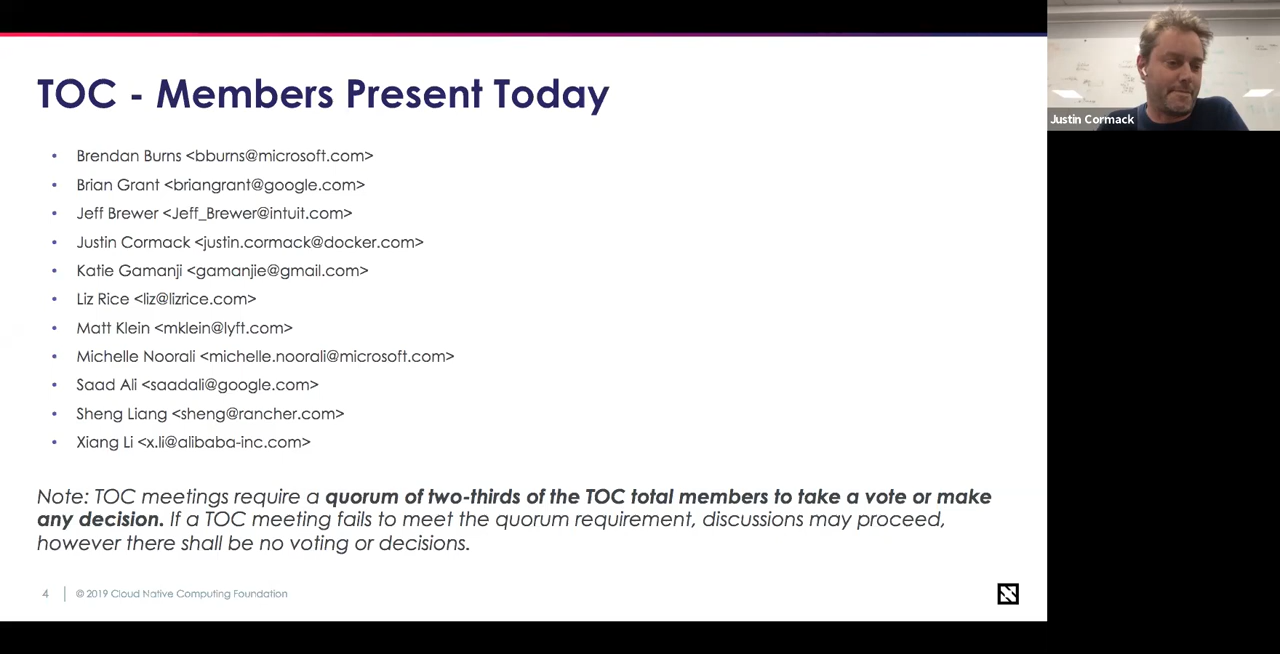 TOC - Members Present Today
Justin Cormack
• Brendan Burns <bburns@microsoft.com>
• Brian Grant <briangrant@google.com>
• Jeff Brewer <Jeff_Brewer@intuit.com>
• Justin Cormack <justin.cormack@docker.com>
• Katie Gamanji <gamanjie@gmail.com>
• Liz Rice <liz@lizrice.com>
• Matt Klein <mklein@lyft.com>
• Michelle Noorali <michelle.noorali@microsoft.com>
• Saad Ali <saadali@google.com>
• Sheng Liang <sheng@rancher.com>
• Xiang Li <x.li@alibaba-inc.com>
Note: TOC meetings require a quorum of two-thirds of the TOC total members to take a vote or make
any decision. If a TOC meeting fails to meet the quorum requirement, discussions may proceed,
however there shall be no voting or decisions.
4 | © 2019 Cloud Native Computing Foundation